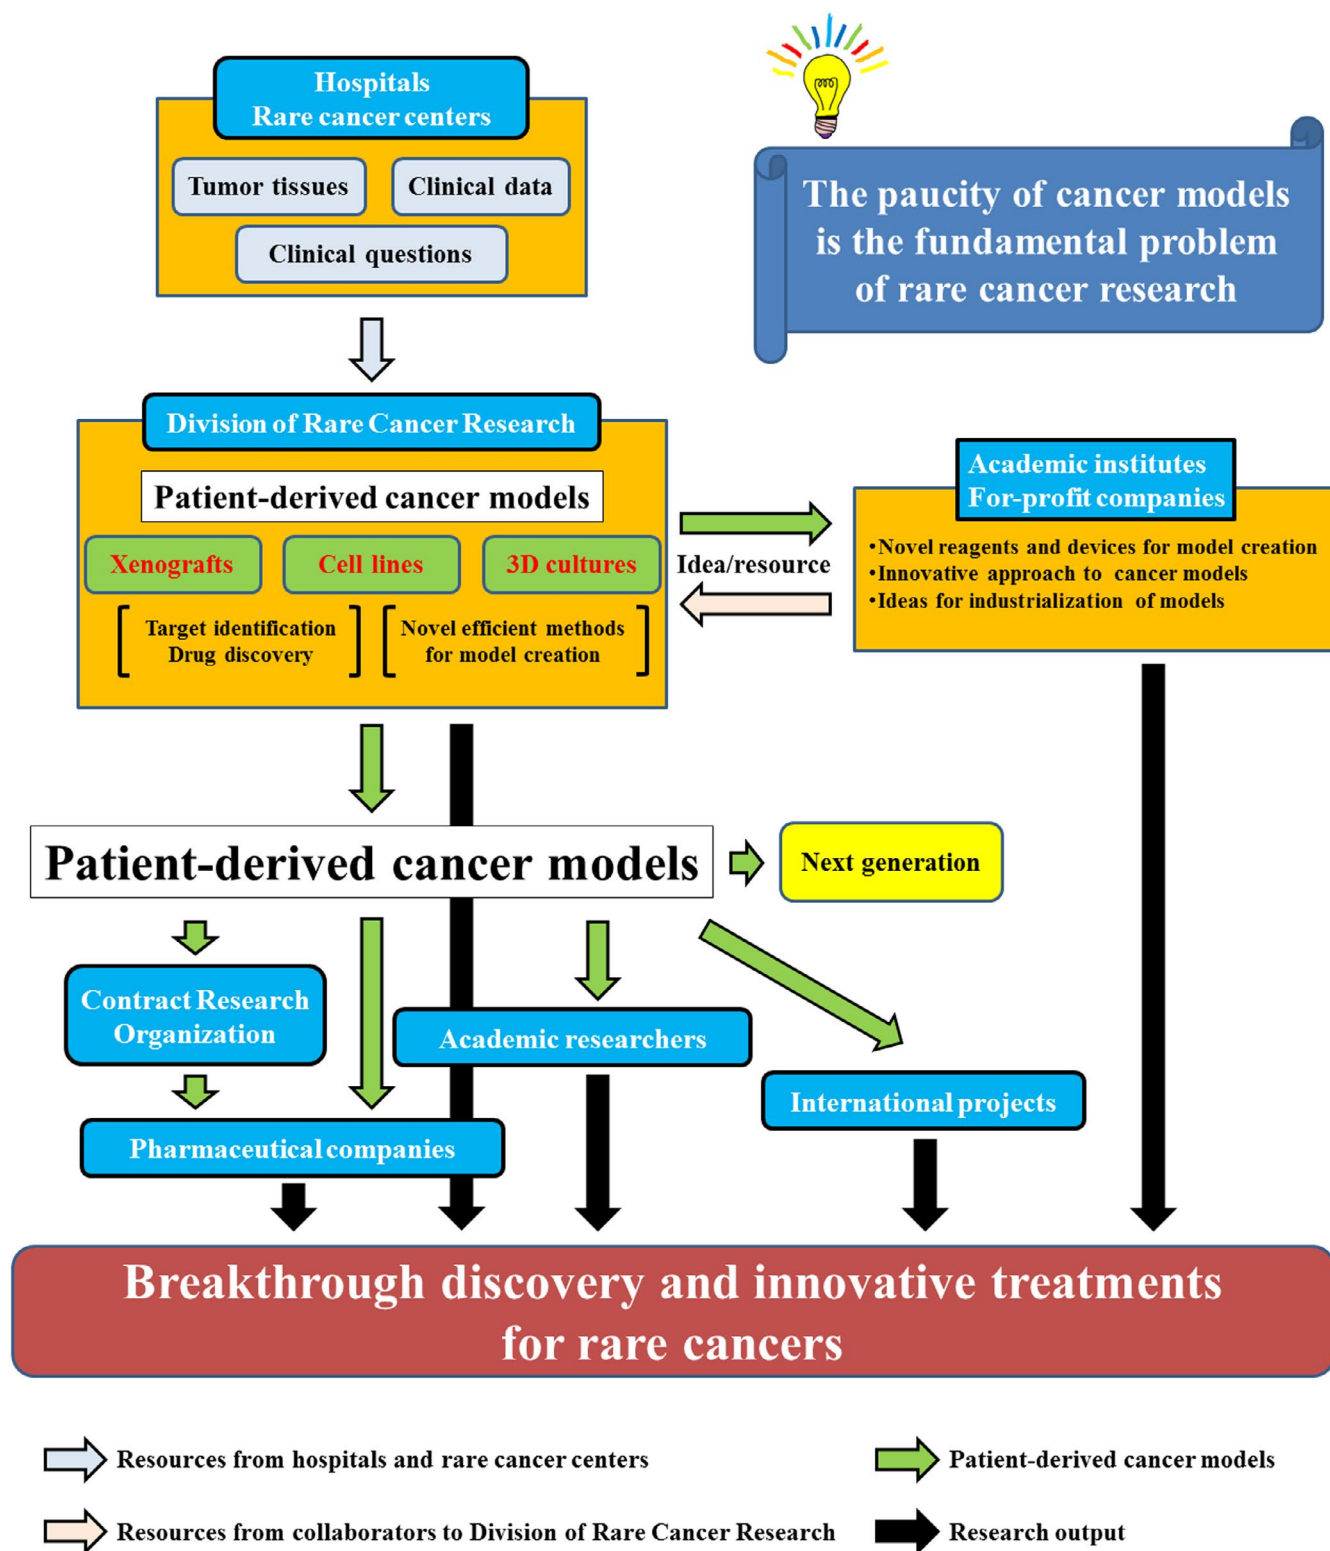 Hospitals
Rare cancer centers
Tumor tissues
Clinical data
Clinical questions
The paucity of cancer models
is the fundamental problem
of rare cancer research
Division of Rare Cancer Research
Patient-derived cancer models
Xenografts
Cell lines
3D cultures
Target identification
Drug discovery
Novel efficient methods
for model creation
Idea/resource
Academic institutes
For-profit companies
•Novel reagents and devices for model creation
•Innovative approach to cancer models
•Ideas for industrialization of models
Patient-derived cancer models
Next generation
Contract Research
Organization
Academic researchers
International projects
Pharmaceutical companies
Breakthrough discovery and innovative treatments
for rare cancers
Resources from hospitals and rare cancer centers
Patient-derived cancer models
Resources from collaborators to Division of Rare Cancer Research
Research output